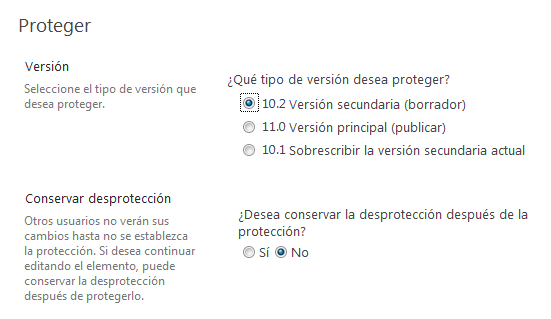 Proteger
Versión
Seleccione el tipo de versión que
desea proteger.
¿Qué tipo de versión desea proteger?
10.2 Versión secundaria (borrador)
11.0 Versión principal (publicar)
10.1 Sobrescribir la versión secundaria actual
Conservar desprotección
Otros usuarios no verán sus
cambios hasta no se establezca
la protección. Si desea continuar
editando el elemento, puede
conservar la desprotección
después de protegerlo.
¿Desea conservar la desprotección después de la
protección?
Sí No